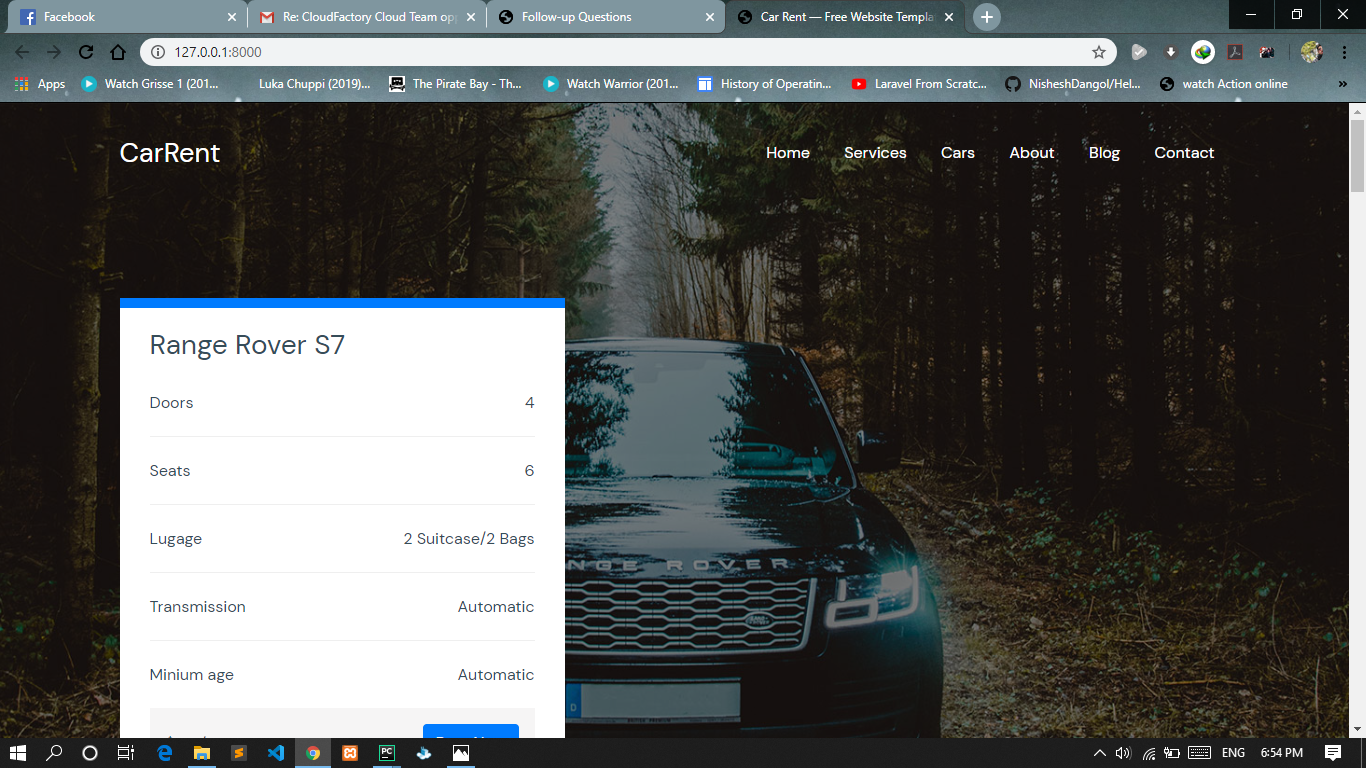 Facebook
Re: CloudFactory Cloud Team opp
Follow-up Questions
Car Rent — Free Website Templa
127.0.0.1:8000
Apps
Watch Grisse 1 (201...
Luka Chuppi (2019)...
The Pirate Bay - Th...
Watch Warrior (201...
History of Operatin...
Laravel From Scratc...
NisheshDangol/Hel...
watch Action online
»
CarRent
Home
Services
Cars
About
Blog
Contact
Range Rover S7
Doors 4
Seats 6
Lugage 2 Suitcase/2 Bags
Transmission Automatic
Minium age Automatic
NGE ROVER
D
PC
ENG
6:54 PM